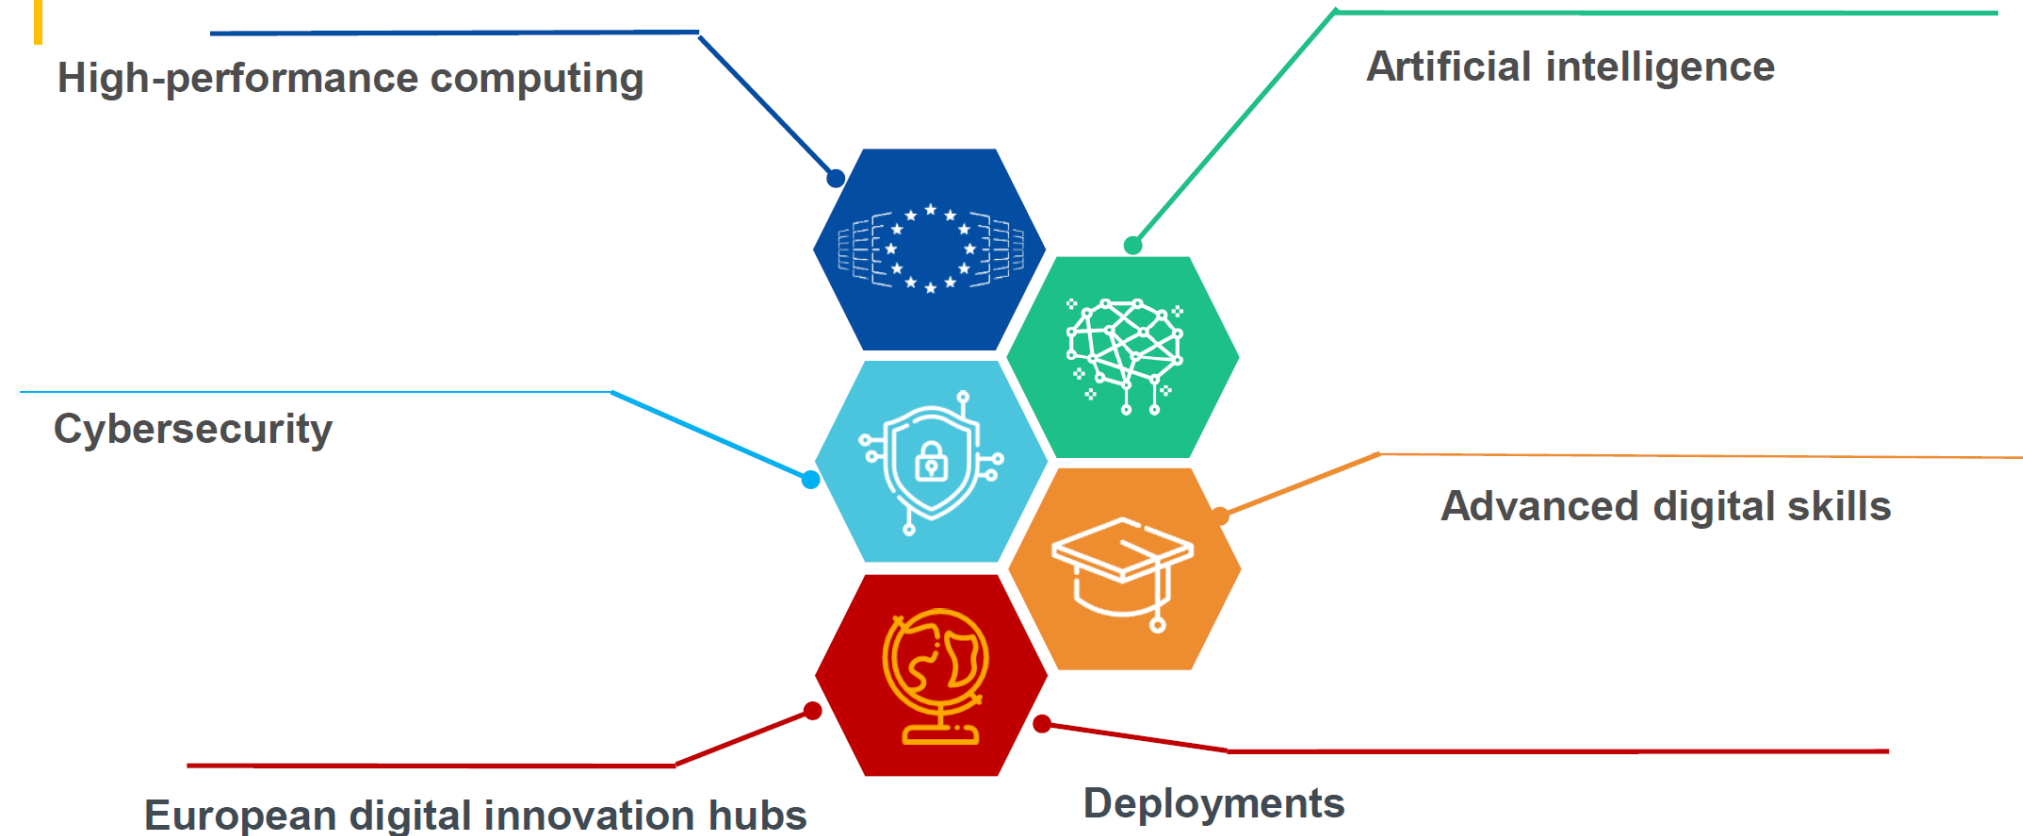 High-performance computing
Artificial intelligence
Cybersecurity
Advanced digital skills
European digital innovation hubs
Deployments